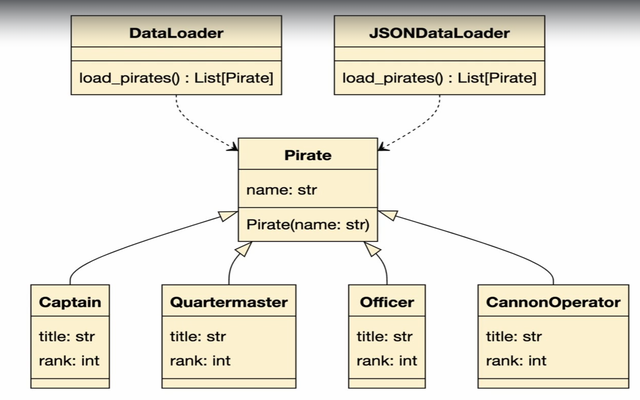 DataLoader
load_pirates() : List[Pirate]
JSONDataLoader
load_pirates() : List[Pirate]
Pirate
name: str
Pirate(name: str)
Captain
title: str
rank: int
Quartermaster
title: str
rank: int
Officer
title: str
rank: int
CannonOperator
title: str
rank: int